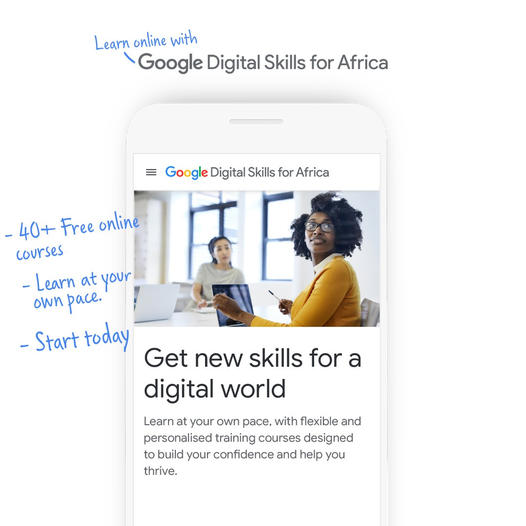 Learn online with
Google Digital Skills for Africa
Google Digital Skills for Africa
- 40+ Free online
courses
- Learn at your
own pace.
- Start today
Get new skills for a
digital world
Learn at your own pace, with flexible and
personalised training courses designed
to build your confidence and help you
thrive.